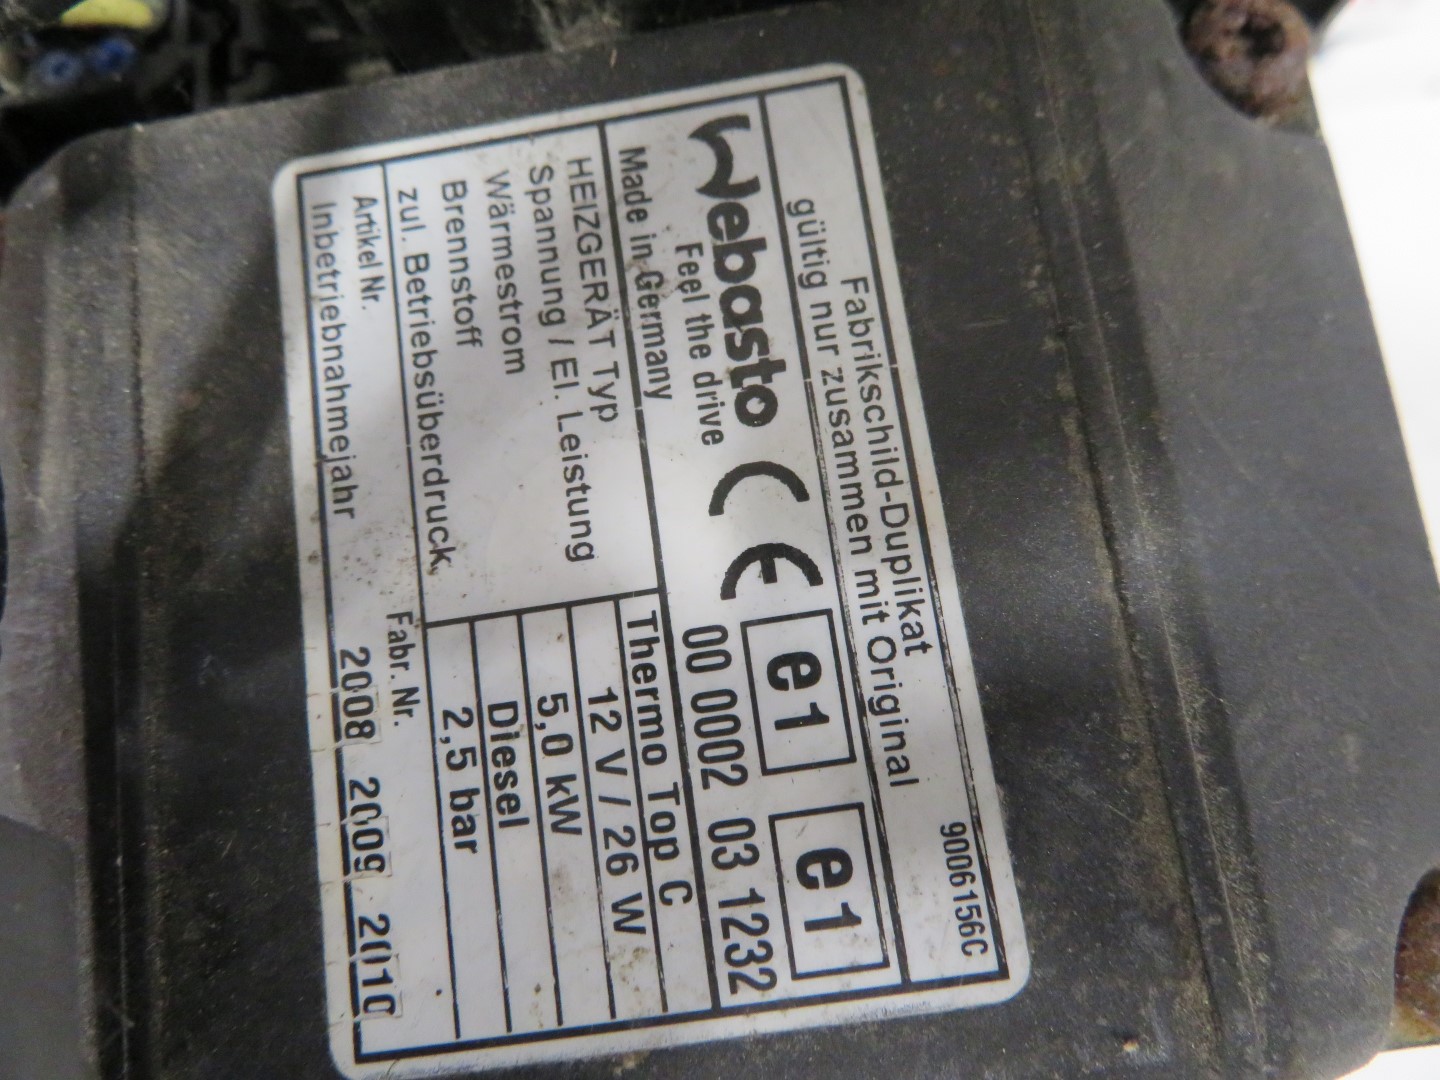 9006156C
Fabrikschild-Duplikat
gültig nur zusammen mit Original
Webasto CE CE e1 e1
Feel the drive 00 0002 03 1232
Made in Germany
HEIZGERÄT Typ Thermo Top C
Spannung / El. Leistung 12 V / 26 W
Wärmestrom 5,0 kW
Brennstoff Diesel
zul. Betriebsüberdruck, 2,5 bar
Artikel Nr. Fabr. Nr.
Inbetriebnahmejahr 2008 2009 2010